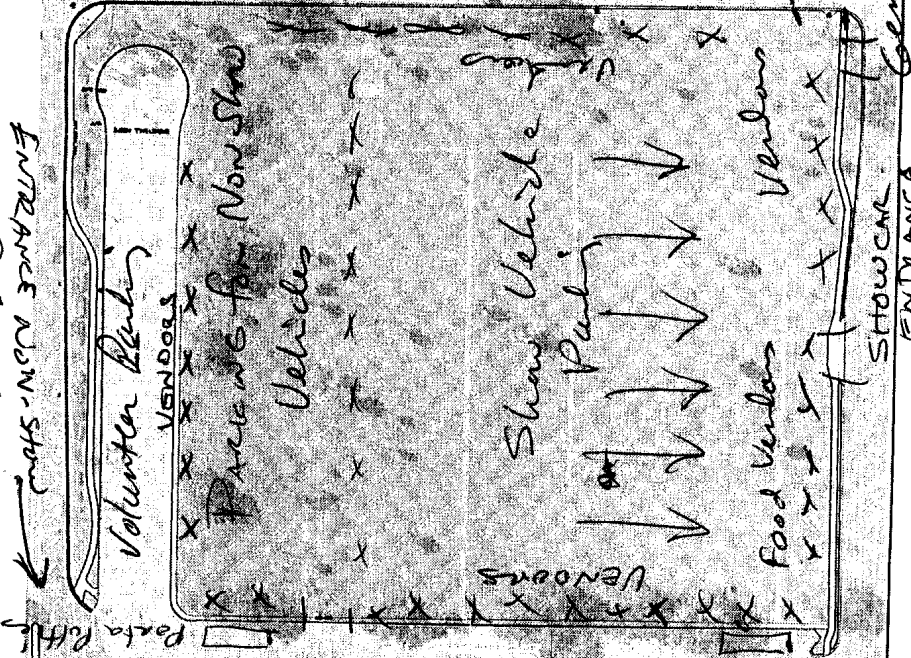 ENTRANCE NON-SHOW
Volunteer Parking
VENDORS
PARKING for Non Show
Vehicles
Show Vehicle
Parking
Vendors
Vendors
Food Vendors
VENDORS
SHOWCAR
ENTRANCE
Porta Potties